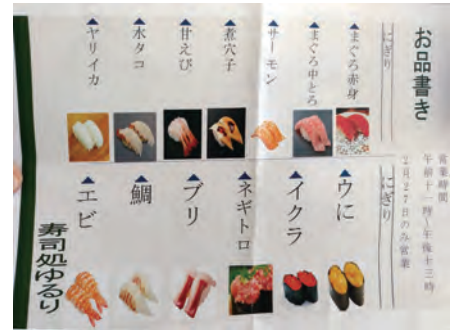 お品書き
営業時間
午前十一時～午後十三時
2月27日のみ営業
にぎり
▲まぐろ赤身
▲まぐろ中とろ
▲サーモン
▲煮穴子
▲甘えび
▲水タコ
▲ヤリイカ
にぎり
▲ウに
▲イクラ
▲ネギトロ
▲ブリ
▲鯛
▲エビ
寿司処ゆるり